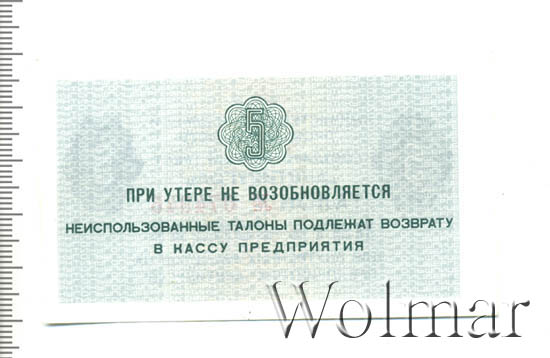 5
ПРИ УТЕРЕ НЕ ВОЗОБНОВЛЯЕТСЯ
НЕИСПОЛЬЗОВАННЫЕ ТАЛОНЫ ПОДЛЕЖАТ ВОЗВРАТУ
В КАССУ ПРЕДПРИЯТИЯ
Wolmar